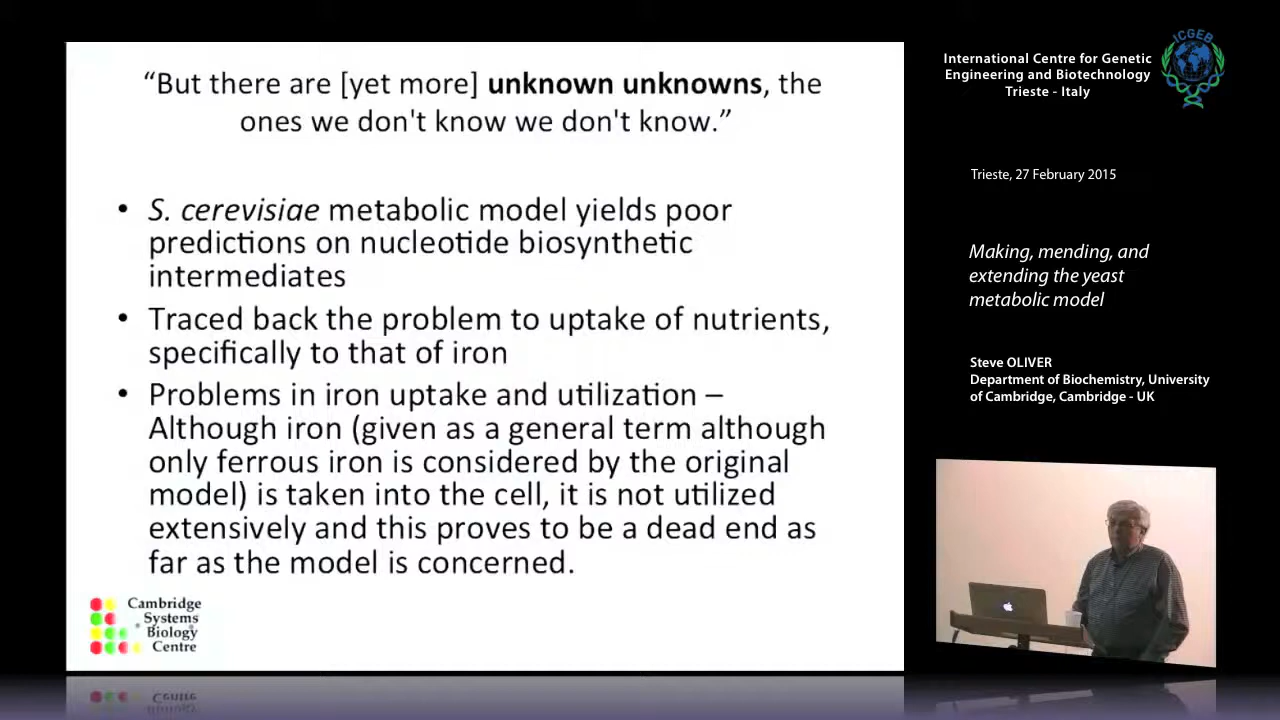 “But there are [yet more] unknown unknowns, the
ones we don't know we don't know.”
• S. cerevisiae metabolic model yields poor
predictions on nucleotide biosynthetic
intermediates
• Traced back the problem to uptake of nutrients,
specifically to that of iron
• Problems in iron uptake and utilization –
Although iron (given as a general term although
only ferrous iron is considered by the original
model) is taken into the cell, it is not utilized
extensively and this proves to be a dead end as
far as the model is concerned.
Cambridge
Systems
Biology
Centre
International Centre for Genetic
Engineering and Biotechnology
Trieste - Italy
ICGEB
Trieste, 27 February 2015
Making, mending, and
extending the yeast
metabolic model
Steve OLIVER
Department of Biochemistry, University
of Cambridge, Cambridge - UK